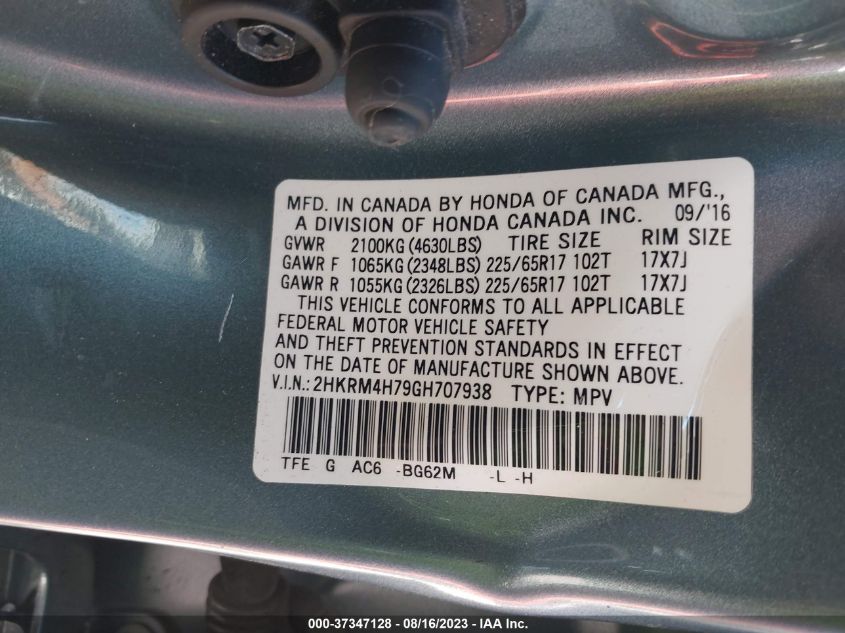 MFD. IN CANADA BY HONDA OF CANADA MFG.,
A DIVISION OF HONDA CANADA INC. 09/'16
GVWR 2100KG (4630LBS) TIRE SIZE RIM SIZE
GAWR F 1065KG (2348LBS) 225/65R17 102T 17X7J
GAWR R 1055KG (2326LBS) 225/65R17 102T 17X7J
THIS VEHICLE CONFORMS TO ALL APPLICABLE
FEDERAL MOTOR VEHICLE SAFETY
AND THEFT PREVENTION STANDARDS IN EFFECT
ON THE DATE OF MANUFACTURE SHOWN ABOVE.
V.I.N.: 2HKRM4H79GH707938 TYPE: MPV
TFE G AC6 -BG62M -L -H
000-37347128 - 08/16/2023 - IAA Inc.